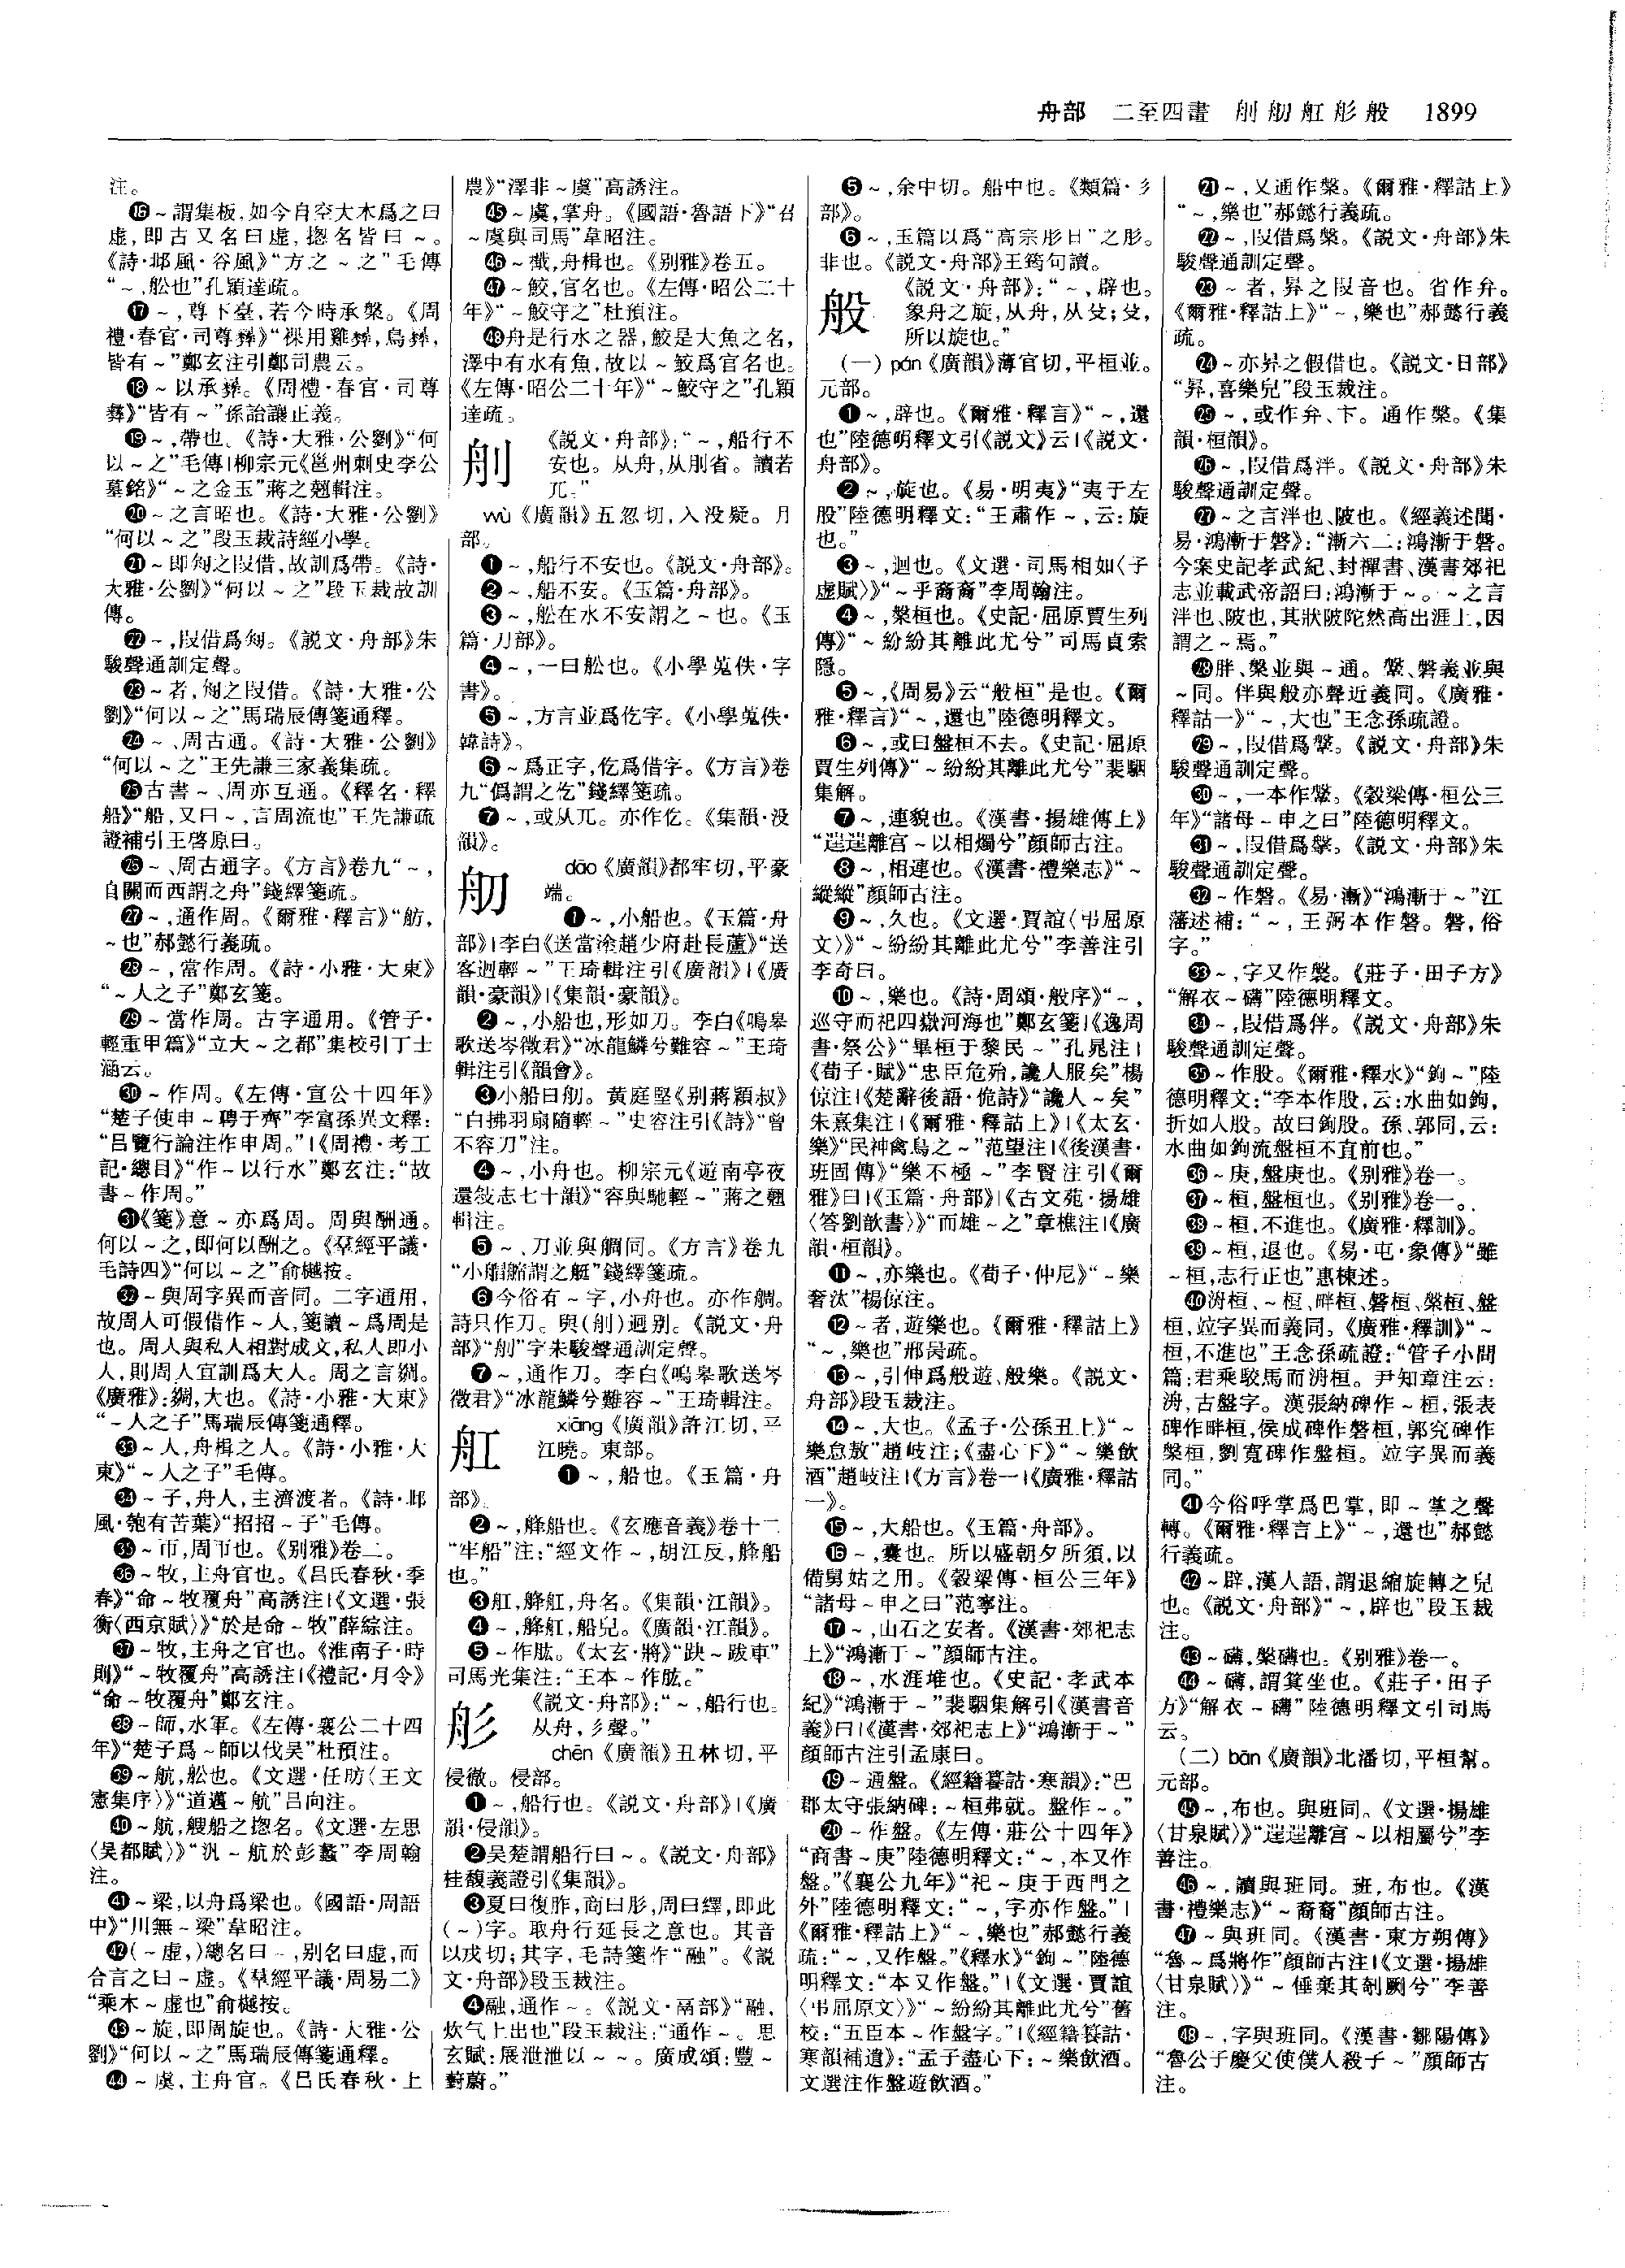 舟部　二至四畫　刖舠舡彤般　1899
注。
⓰～謂集板，如今自空大木爲之曰
虛，即古又名曰虛，揔名皆曰～。
《詩·邶風·谷風》“方之～之”毛傳
“～，舩也”孔穎達疏。
⓱～，尊下臺，若今時承槃。《周
禮·春官·司尊彝》“祼用雞彝，鳥彝，
皆有～”鄭玄注引鄭司農云。
⓲～以承彝。《周禮·春官·司尊
彝》“皆有～”孫詒讓正義。
⓳～，帶也。《詩·大雅·公劉》“何
以～之”毛傳|柳宗元《邕州刺史李公
墓銘》“～之金玉”蔣之翹輯注。
⓴～之言昭也。《詩·大雅·公劉》
“何以～之”段玉裁詩經小學。
㉑～即匊之叚借，故訓爲帶。《詩·
大雅·公劉》“何以～之”段玉裁故訓
傳。
㉒～，叚借爲匊。《説文·舟部》朱
駿聲通訓定聲。
㉓～者，匊之叚借。《詩·大雅·公
劉》“何以～之”馬瑞辰傳箋通釋。
㉔～、周古通。《詩·大雅·公劉》
“何以～之”王先謙三家義集疏。
㉕古書～、周亦互通。《釋名·釋
船》“船，又曰～，言周流也”王先謙疏
證補引王啓原曰。
㉖～、周古通字。《方言》卷九“～，
自關而西謂之舟”錢繹箋疏。
㉗～，通作周。《爾雅·釋言》“舫，
～也”郝懿行義疏。
㉘～，當作周。《詩·小雅·大東》
“～人之子”鄭玄箋。
㉙～當作周。古字通用。《管子·
輕重甲篇》“立大～之都”集校引丁士
涵云。
㉚～作周。《左傳·宣公十四年》
“楚子使申～聘于齊”李富孫異文釋：
“吕覽行論注作申周。”|《周禮·考工
記·總目》“作～以行水”鄭玄注：“故
書～作周。”
㉛《箋》意～亦爲周。周與酬通。
何以～之，即何以酬之。《羣經平議·
毛詩四》“何以～之”俞樾按。
㉜～與周字異而音同。二字通用，
故周人可假借作～人，箋讀～爲周是
也。周人與私人相對成文，私人即小
人，則周人宜訓爲大人。周之言綢。
《廣雅》：綢，大也。《詩·小雅·大東》
“～人之子”馬瑞辰傳箋通釋。
㉝～人，舟楫之人。《詩·小雅·大
東》“～人之子”毛傳。
㉞～子，舟人，主濟渡者。《詩·邶
風·匏有苦葉》“招招～子”毛傳。
㉟～帀，周帀也。《别雅》卷二。
㊱～牧，主舟官也。《吕氏春秋·季
春》“命～牧覆舟”高誘注|《文選·張
衡〈西京賦〉》“於是命～牧”薛綜注。
㊲～牧，主舟之官也。《淮南子·時
則》“～牧覆舟”高誘注|《禮記·月令》
“命～牧覆舟”鄭玄注。
㊳～師，水軍。《左傳·襄公二十四
年》“楚子爲～師以伐吴”杜預注。
㊴～航，舩也。《文選·任昉〈王文
憲集序〉》“道邁～航”吕向注。
㊵～航，艘船之揔名。《文選·左思
〈吴都賦〉》“汎～航於彭蠡”李周翰
注。
㊶～梁，以舟爲梁也。《國語·周語
中》“川無～梁”韋昭注。
㊷（～虛，）總名曰～，别名曰虛，而
合言之曰～虛。《羣經平議·周易二》
“乘木～虛也”俞樾按。
㊸～旋，即周旋也。《詩·大雅·公
劉》“何以～之”馬瑞辰傳箋通釋。
㊹～虞，主舟官。《吕氏春秋·上
農》“澤非～虞”高誘注。
㊺～虞，掌舟。《國語·魯語下》“召
～虞與司馬”韋昭注。
㊻～檝，舟楫也。《别雅》卷五。
㊼～鮫，官名也。《左傳·昭公二十
年》“～鮫守之”杜預注。
㊽舟是行水之器，鮫是大魚之名，
澤中有水有魚，故以～鮫爲官名也。
《左傳·昭公二十年》“～鮫守之”孔穎
達疏。
舠 《説文·舟部》：“～，船行不
安也。从舟，从刖省。讀若
兀。”
wù《廣韻》五忽切，入没疑。月
部。
❶～，船行不安也。《説文·舟部》。
❷～，船不安。《玉篇·舟部》。
❸～，舩在水不安謂之～也。《玉
篇·刀部》。
❹～，一曰舩也。《小學蒐佚·字
書》。
❺～，方言並爲仡字。《小學蒐佚·
韓詩》。
❻～爲正字，仡爲借字。《方言》卷
九“僞謂之仡”錢繹箋疏。
❼～，或从兀。亦作仡。《集韻·没
韻》。
舠 dāo《廣韻》都牢切，平豪
端。
❶～，小船也。《玉篇·舟
部》|李白《送當涂趙少府赴長蘆》“送
客迴輕～”王琦輯注引《廣韻》|《廣
韻·豪韻》|《集韻·豪韻》。
❷～，小船也，形如刀。李白《鳴皋
歌送岑徵君》“冰龍鱗兮難容～”王琦
輯注引《韻會》。
❸小船曰舠。黄庭堅《别蔣穎叔》
“白拂羽扇隨輕～”史容注引《詩》“曾
不容刀”注。
❹～，小舟也。柳宗元《遊南亭夜
還敍志七十韻》“容與馳輕～”蔣之翹
輯注。
❺～、刀並與䑠同。《方言》卷九
“小艒䑿謂之艇”錢繹箋疏。
❻今俗有～字，小舟也。亦作䑠。
詩只作刀。與(刖)迥别。《説文·舟
部》“刖”字朱駿聲通訓定聲。
❼～，通作刀。李白《鳴皋歌送岑
徵君》“冰龍鱗兮難容～”王琦輯注。
舡 xiāng《廣韻》許江切，平
江曉。東部。
❶～，船也。《玉篇·舟
部》。
❷～，艂船也。《玄應音義》卷十二
“牟船”注：“經文作～，胡江反，艂船
也。”
❸舡，艂舡，舟名。《集韻·江韻》。
❹～，艂舡，船皃。《廣韻·江韻》。
❺～作肱。《太玄·將》“趹～跋車”
司馬光集注：“王本～作肱。”
彤 《説文·舟部》：“～，船行也。
从舟，彡聲。”
chēn《廣韻》丑林切，平
侵徹。侵部。
❶～，船行也。《説文·舟部》|《廣
韻·侵韻》。
❷吴楚謂船行曰～。《説文·舟部》
桂馥義證引《集韻》。
❸夏曰復胙，商曰肜，周曰繹，即此
(～)字。取舟行延長之意也。其音
以戎切；其字，毛詩箋作“融”。《説
文·舟部》段玉裁注。
❹融，通作～。《説文·鬲部》“融，
炊气上出也”段玉裁注：“通作～。思
玄賦：展泄泄以～～。廣成頌：豐～
薱蔚。”
❺～，余中切。船中也。《類篇·彡
部》。
❻～，玉篇以爲“高宗肜日”之肜。
非也。《説文·舟部》王筠句讀。
般 《説文·舟部》：“～，辟也。
象舟之旋，从舟，从殳；殳，
所以旋也。”
（一）pán《廣韻》薄官切，平桓並。
元部。
❶～，辟也。《爾雅·釋言》“～，還
也”陸德明釋文引《説文》云|《説文·
舟部》。
❷～，旋也。《易·明夷》“夷于左
股”陸德明釋文：“王肅作～，云：旋
也。”
❸～，迴也。《文選·司馬相如〈子
虛賦〉》“～乎裔裔”李周翰注。
❹～，槃桓也。《史記·屈原賈生列
傳》“～紛紛其離此尤兮”司馬貞索
隱。
❺～，《周易》云“般桓”是也。《爾
雅·釋言》“～，還也”陸德明釋文。
❻～，或曰盤桓不去。《史記·屈原
賈生列傳》“～紛紛其離此尤兮”裴駰
集解。
❼～，連貌也。《漢書·揚雄傳上》
“𨔶𨔶離宫～以相燭兮”顏師古注。
❽～，相連也。《漢書·禮樂志》“～
縱縱”顏師古注。
❾～，久也。《文選·賈誼〈弔屈原
文〉》“～紛紛其離此尤兮”李善注引
李奇曰。
❿～，樂也。《詩·周頌·般序》“～，
巡守而祀四嶽河海也”鄭玄箋|《逸周
書·祭公》“畢桓于黎民～”孔晁注|
《荀子·賦》“忠臣危殆，讒人服矣”楊
倞注|《楚辭後語·佹詩》“讒人～矣”
朱熹集注|《爾雅·釋詁上》|《太玄·
樂》“民神禽鳥之～”范望注|《後漢書·
班固傳》“樂不極～”李賢注引《爾
雅》曰|《玉篇·舟部》|《古文苑·揚雄
〈答劉歆書〉》“而雄～之”章樵注|《廣
韻·桓韻》。
⓫～，亦樂也。《荀子·仲尼》“～樂
奢汰”楊倞注。
⓬～者，遊樂也。《爾雅·釋詁上》
“～，樂也”邢昺疏。
⓭～，引伸爲般遊、般樂。《説文·
舟部》段玉裁注。
⓮～，大也。《孟子·公孫丑上》“～
樂怠敖”趙岐注；《盡心下》“～樂飲
酒”趙岐注|《方言》卷一|《廣雅·釋詁
一》。
⓯～，大船也。《玉篇·舟部》。
⓰～，囊也。所以盛朝夕所須，以
備舅姑之用。《穀梁傳·桓公三年》
“諸母～申之曰”范寧注。
⓱～，山石之安者。《漢書·郊祀志
上》“鴻漸于～”顏師古注。
⓲～，水涯堆也。《史記·孝武本
紀》“鴻漸于～”裴駰集解引《漢書音
義》曰|《漢書·郊祀志上》“鴻漸于～”
顏師古注引孟康曰。
⓳～通盤。《經籍籑詁·寒韻》：“巴
郡太守張納碑：～桓弗就。盤作～。”
⓴～作盤。《左傳·莊公十四年》
“商書～庚”陸德明釋文：“～，本又作
盤。”《襄公九年》“祀～庚于西門之
外”陸德明釋文：“～，字亦作盤。”|
《爾雅·釋詁上》“～，樂也”郝懿行義
疏：“～，又作盤。”《釋水》“鉤～”陸德
明釋文：“本又作盤。”|《文選·賈誼
〈弔屈原文〉》“～紛紛其離此尤兮”舊
校：“五臣本～作盤字。”|《經籍籑詁·
寒韻補遺》：“孟子盡心下：～樂飲酒。
文選注作盤遊飲酒。”
㉑～，又通作槃。《爾雅·釋詁上》
“～，樂也”郝懿行義疏。
㉒～，叚借爲槃。《説文·舟部》朱
駿聲通訓定聲。
㉓～者，昪之叚音也。省作弁。
《爾雅·釋詁上》“～，樂也”郝懿行義
疏。
㉔～亦昪之假借也。《説文·日部》
“昪，喜樂皃”段玉裁注。
㉕～，或作弁、卞。通作槃。《集
韻·桓韻》。
㉖～，叚借爲泮。《説文·舟部》朱
駿聲通訓定聲。
㉗～之言泮也、陂也。《經義述聞·
易·鴻漸于磐》：“漸六二：鴻漸于磐。
今案史記孝武紀、封禪書、漢書郊祀
志並載武帝詔曰：鴻漸于～。～之言
泮也，陂也，其狀陂陀然高出涯上，因
謂之～焉。”
㉘胖、槃並與～通。鞶、磐義並與
～同。伴與般亦聲近義同。《廣雅·
釋詁一》“～，大也”王念孫疏證。
㉙～，叚借爲鞶。《説文·舟部》朱
駿聲通訓定聲。
㉚～，一本作鞶。《穀梁傳·桓公三
年》“諸母～申之曰”陸德明釋文。
㉛～，叚借爲擎。《説文·舟部》朱
駿聲通訓定聲。
㉜～作磐。《易·漸》“鴻漸于～”江
藩述補：“～，王弼本作磐。磐，俗
字。”
㉝～，字又作褩。《莊子·田子方》
“解衣～礴”陸德明釋文。
㉞～，叚借爲伴。《説文·舟部》朱
駿聲通訓定聲。
㉟～作股。《爾雅·釋水》“鉤～”陸
德明釋文：“李本作股，云：水曲如鉤，
折如人股。故曰鉤股。孫、郭同，云：
水曲如鉤流盤桓不直前也。”
㊱～庚，盤庚也。《别雅》卷一。
㊲～桓，盤桓也。《别雅》卷一。
㊳～桓，不進也。《廣雅·釋訓》。
㊴～桓，退也。《易·屯·象傳》“雖
～桓，志行正也”惠棟述。
㊵洀桓、～桓、畔桓、磐桓、槃桓、盤
桓，竝字異而義同。《廣雅·釋訓》“～
桓，不進也”王念孫疏證：“管子小問
篇：君乘駮馬而洀桓。尹知章注云：
洀，古盤字。漢張納碑作～桓，張表
碑作畔桓，侯成碑作磐桓，郭究碑作
槃桓，劉寬碑作盤桓。竝字異而義
同。”
㊶今俗呼掌爲巴掌，即～掌之聲
轉。《爾雅·釋言上》“～，還也”郝懿
行義疏。
㊷～辟，漢人語，謂退縮旋轉之皃
也。《説文·舟部》“～，辟也”段玉裁
注。
㊸～礴，槃礴也。《别雅》卷一。
㊹～礴，謂箕坐也。《莊子·田子
方》“解衣～礴”陸德明釋文引司馬
云。
（二）bān《廣韻》北潘切，平桓幫。
元部。
㊺～，布也。與班同。《文選·揚雄
〈甘泉賦〉》“𨔶𨔶離宫～以相屬兮”李
善注。
㊻～，讀與班同。班，布也。《漢
書·禮樂志》“～裔裔”顏師古注。
㊼～與班同。《漢書·東方朔傳》
“魯～爲將作”顏師古注|《文選·揚雄
〈甘泉賦〉》“～倕棄其剞劂兮”李善
注。
㊽～，字與班同。《漢書·鄒陽傳》
“魯公子慶父使僕人殺子～”顏師古
注。